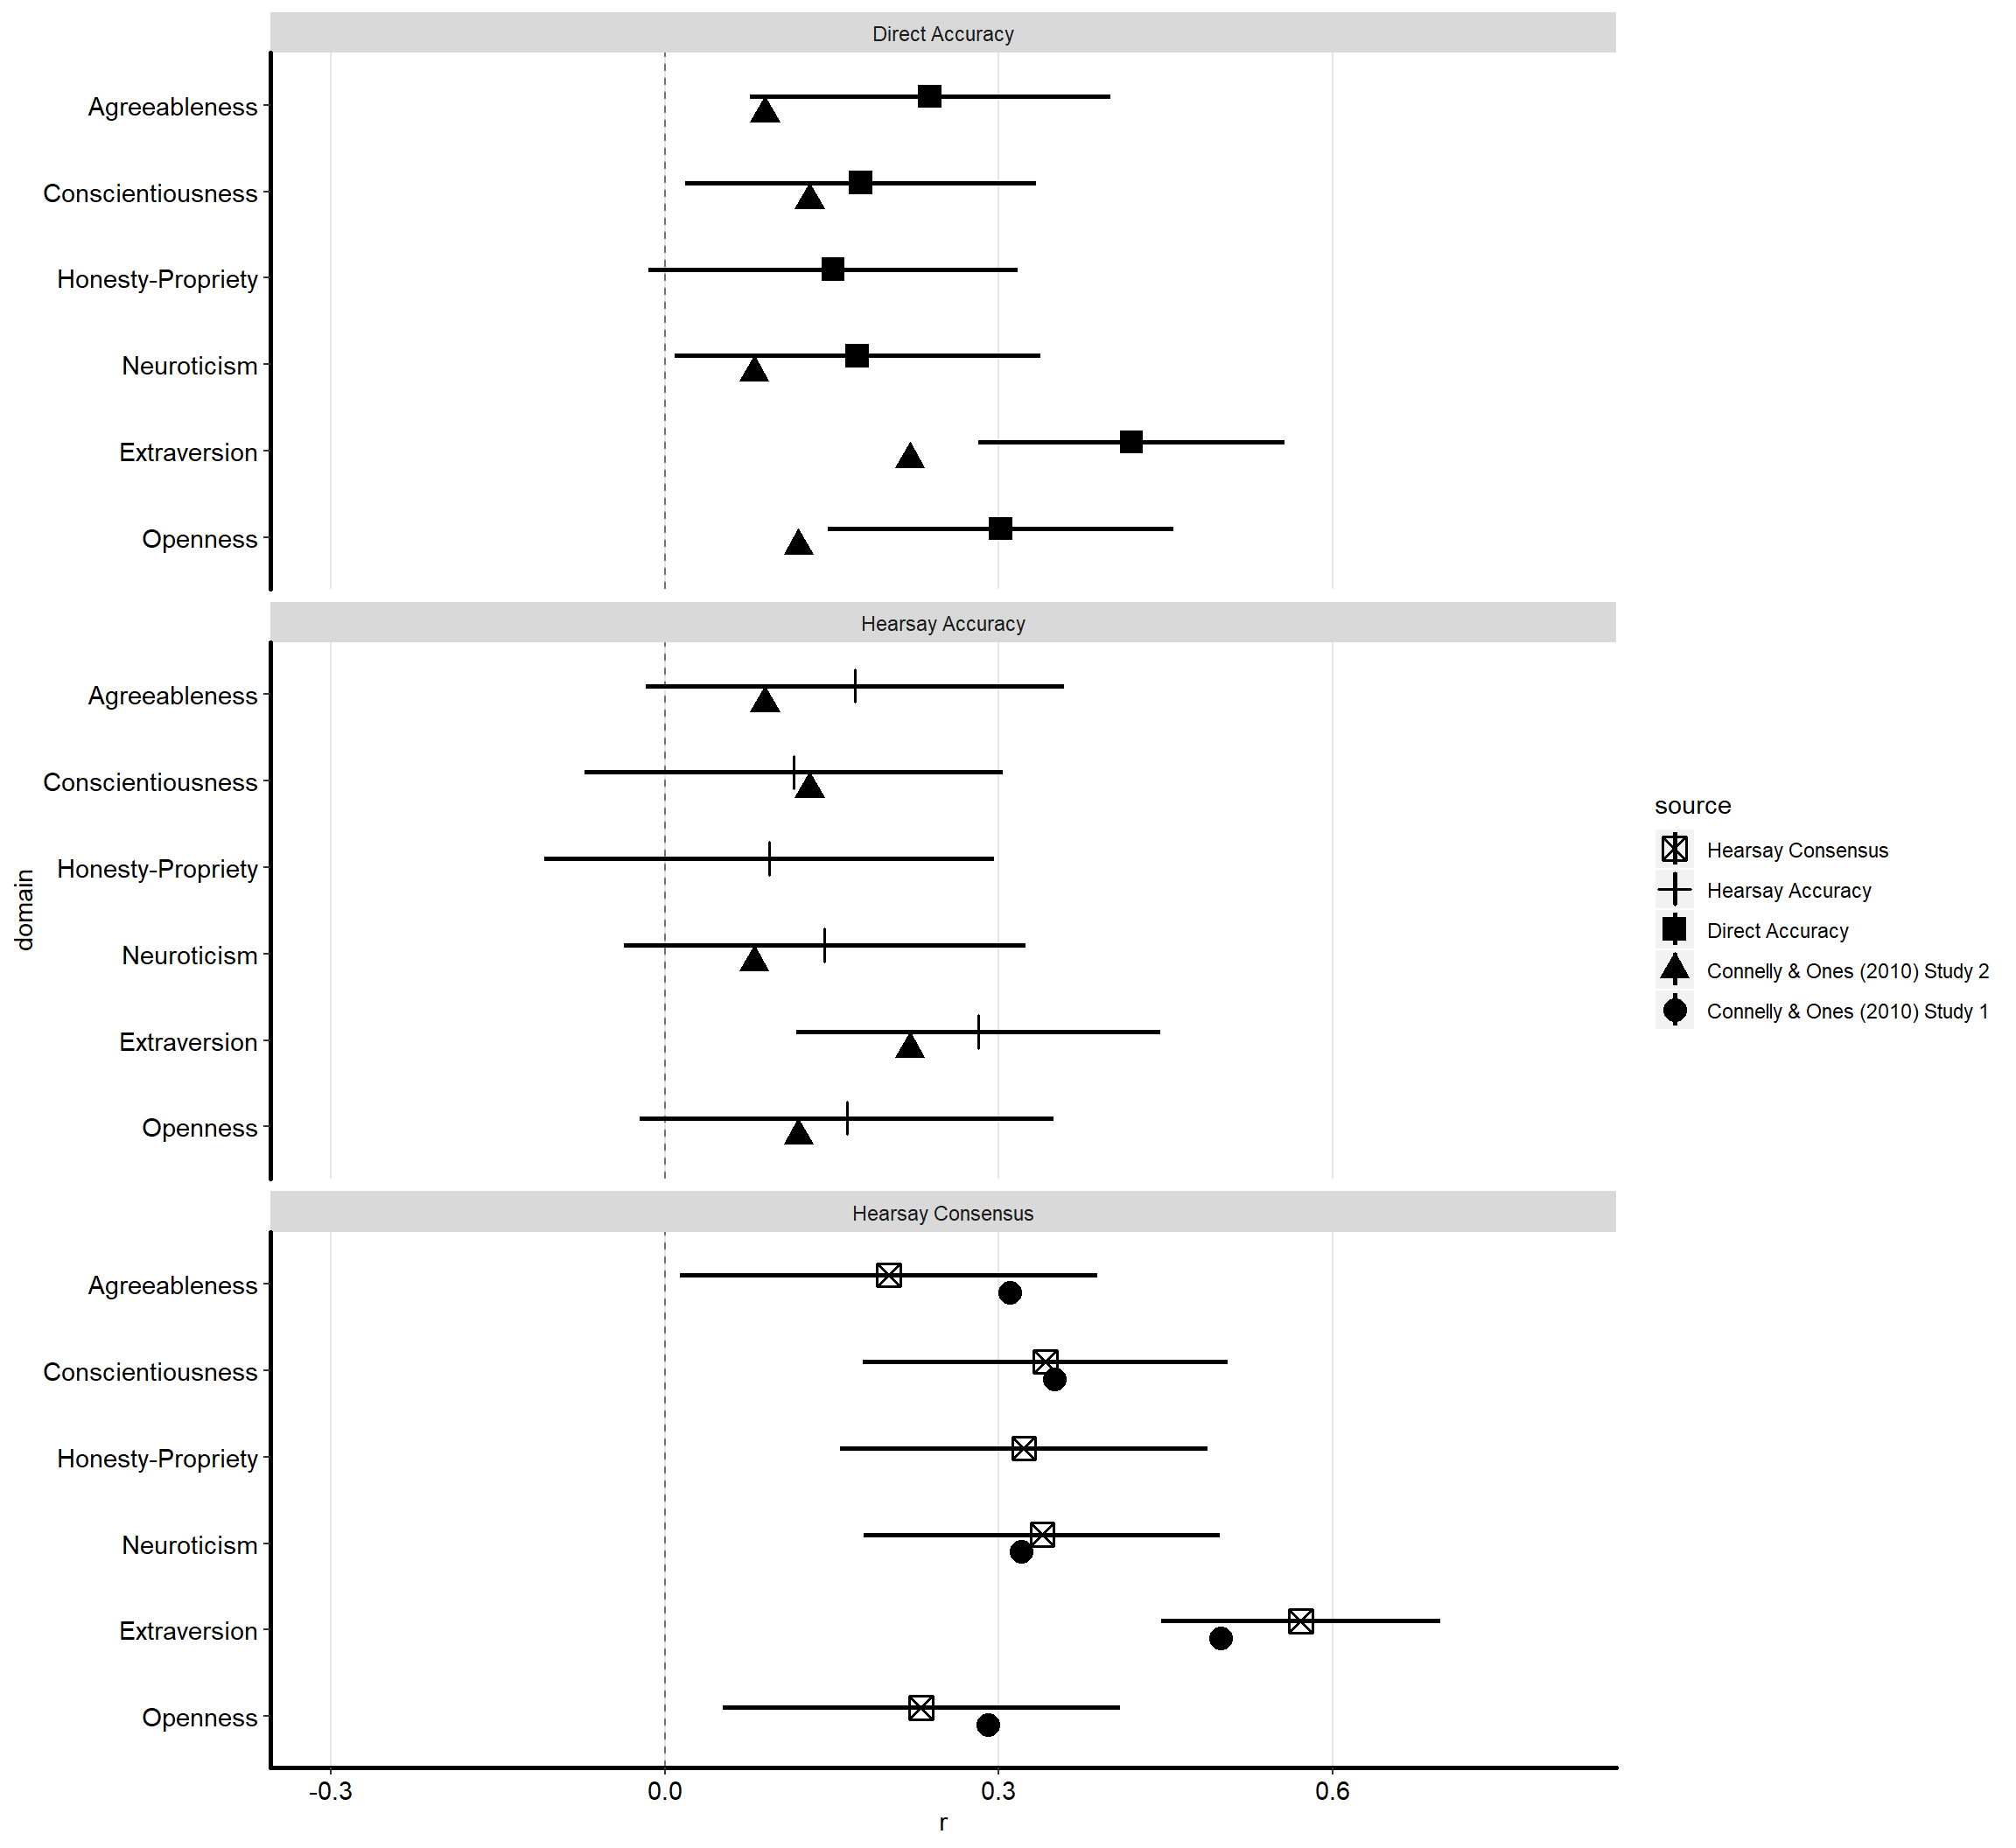 Direct Accuracy
Agreeableness
Conscientiousness
Honesty-Propriety
Neuroticism
Extraversion
Openness
Hearsay Accuracy
Agreeableness
Conscientiousness
Honesty-Propriety
Neuroticism
Extraversion
Openness
Hearsay Consensus
Agreeableness
Conscientiousness
Honesty-Propriety
Neuroticism
Extraversion
Openness
-0.3 0.0 0.3 0.6
r
domain
source
Hearsay Consensus
Hearsay Accuracy
Direct Accuracy
Connelly & Ones (2010) Study 2
Connelly & Ones (2010) Study 1